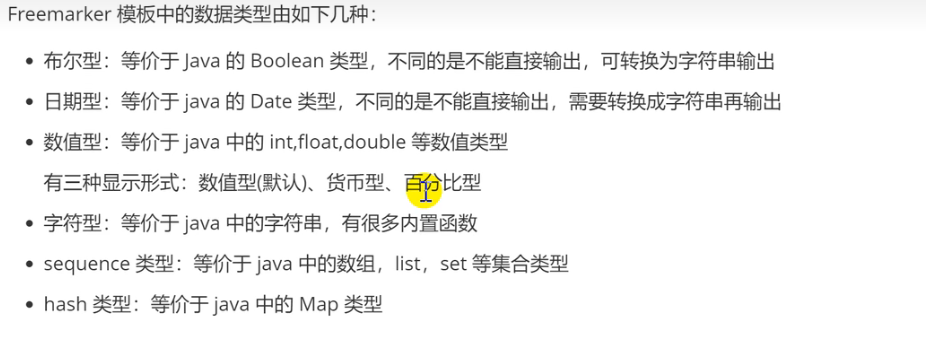 Freemarker 模板中的数据类型由如下几种：
• 布尔型：等价于 Java 的 Boolean 类型，不同的是不能直接输出，可转换为字符串输出
• 日期型：等价于 java 的 Date 类型，不同的是不能直接输出，需要转换成字符串再输出
• 数值型：等价于 java 中的 int,float,double 等数值类型
有三种显示形式：数值型(默认)、货币型、百分比型
• 字符型：等价于 java 中的字符串，有很多内置函数
• sequence 类型：等价于 java 中的数组，list，set 等集合类型
• hash 类型：等价于 java 中的 Map 类型